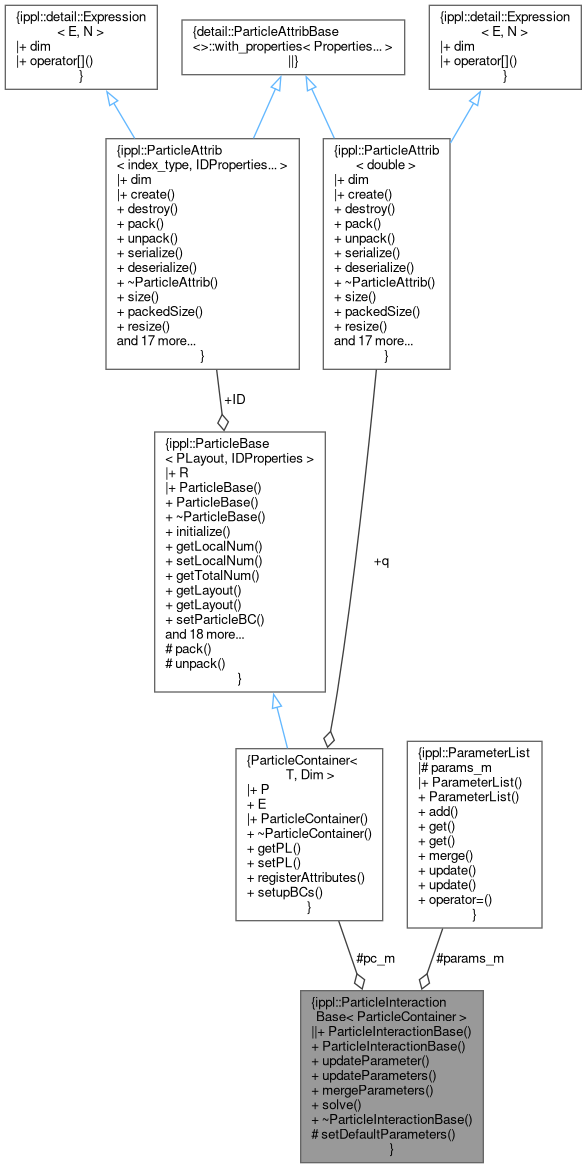 {ippl::detail::Expression
< E, N >
|+ dim
|+ operator[]()
}
{detail::ParticleAttribBase
<>::with_properties< Properties... >
||}
{ippl::detail::Expression
< E, N >
|+ dim
|+ operator[]()
}
{ippl::ParticleAttrib
< index_type, IDProperties... >
|+ dim
|+ create()
+ destroy()
+ pack()
+ unpack()
+ serialize()
+ deserialize()
+ ~ParticleAttrib()
+ size()
+ packedSize()
+ resize()
and 17 more...
}
{ippl::ParticleAttrib
< double >
|+ dim
|+ create()
+ destroy()
+ pack()
+ unpack()
+ serialize()
+ deserialize()
+ ~ParticleAttrib()
+ size()
+ packedSize()
+ resize()
and 17 more...
}
+ID
{ippl::ParticleBase
< PLayout, IDProperties >
|+ R
|+ ParticleBase()
+ ParticleBase()
+ ~ParticleBase()
+ initialize()
+ getLocalNum()
+ setLocalNum()
+ getTotalNum()
+ getLayout()
+ getLayout()
+ setParticleBC()
and 18 more...
# pack()
# unpack()
}
+q
{ParticleContainer<
T, Dim >
|+ P
+ E
|+ ParticleContainer()
+ ~ParticleContainer()
+ getPL()
+ setPL()
+ registerAttributes()
+ setupBCs()
}
{ippl::ParameterList
|# params_m
|+ ParameterList()
+ ParameterList()
+ add()
+ get()
+ get()
+ merge()
+ update()
+ update()
+ operator=()
}
#pc_m
#params_m
{ippl::ParticleInteraction
Base< ParticleContainer >
||+ ParticleInteractionBase()
+ ParticleInteractionBase()
+ updateParameter()
+ updateParameters()
+ mergeParameters()
+ solve()
+ ~ParticleInteractionBase()
# setDefaultParameters()
}